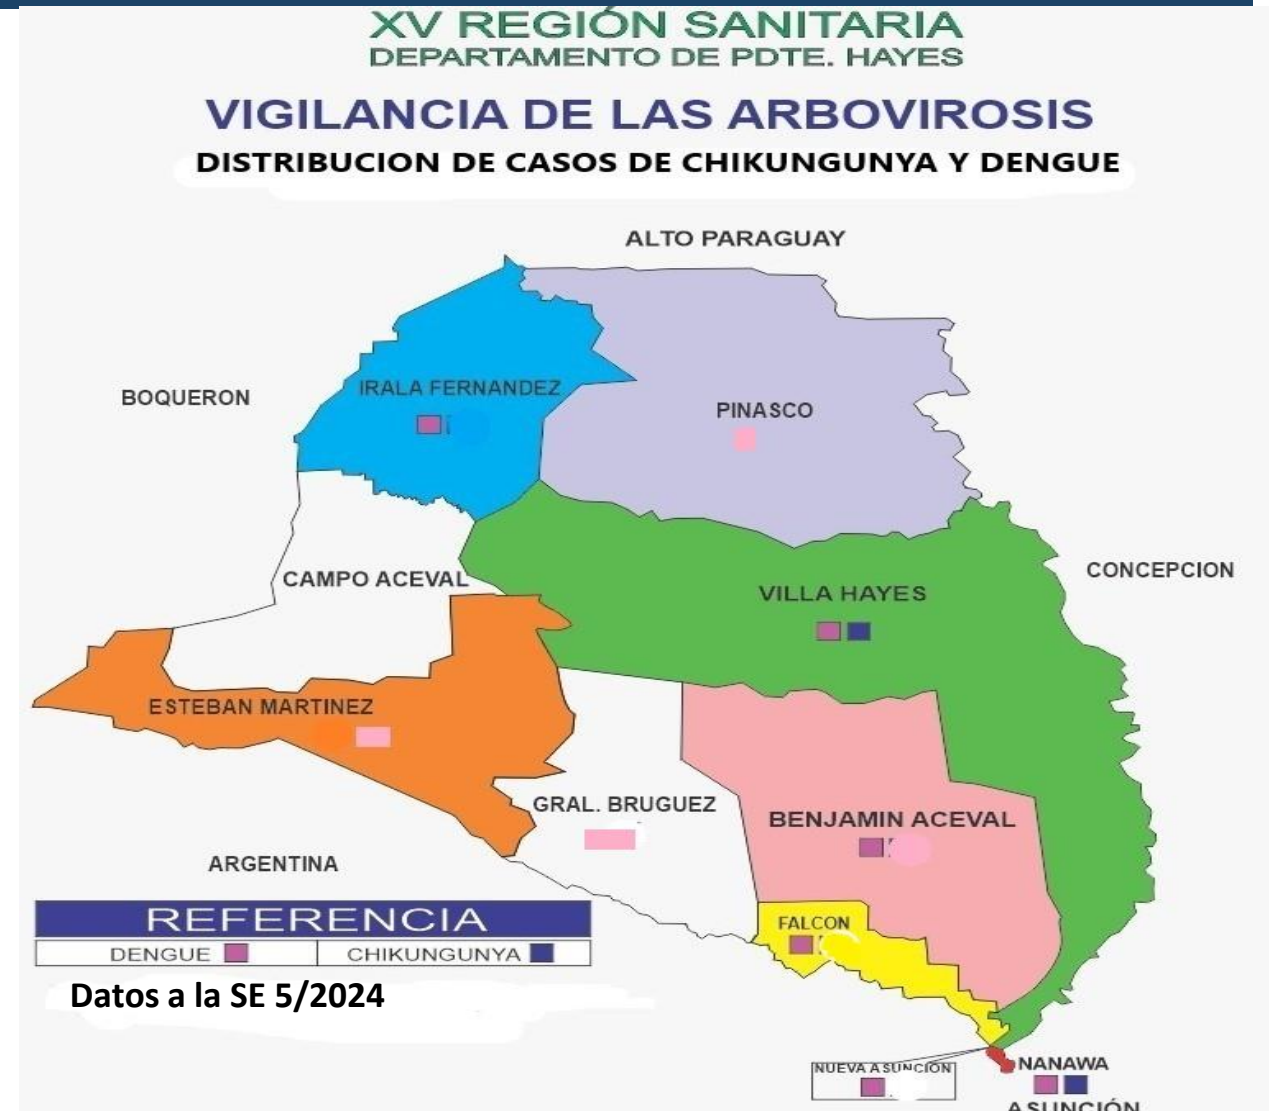 XV REGIÓN SANITARIA
DEPARTAMENTO DE PDTE. HAYES
VIGILANCIA DE LAS ARBOVIROSIS
DISTRIBUCION DE CASOS DE CHIKUNGUNYA Y DENGUE
ALTO PARAGUAY
BOQUERON
IRALA FERNANDEZ
PINASCO
CAMPO ACEVAL
CONCEPCION
VILLA HAYES
ESTEBAN MARTINEZ
GRAL. BRUGUEZ
BENJAMIN ACEVAL
ARGENTINA
REFERENCIA
DENGUE
CHIKUNGUNYA
FALCON
Datos a la SE 5/2024
NUEVA ASUNCIÓN
NANAWA
ASUNCIÓN